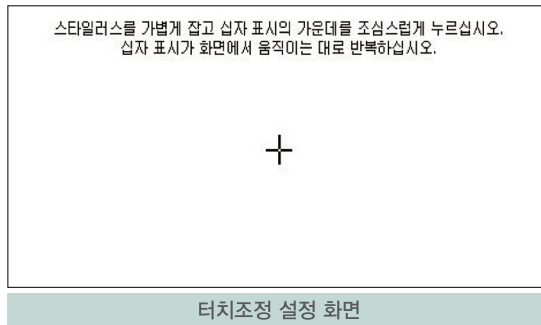 스타일러스를 가볍게 잡고 십자 표시의 가운데를 조심스럽게 누르십시오.
십자 표시가 화면에서 움직이는 대로 반복하십시오.
터치조정 설정 화면